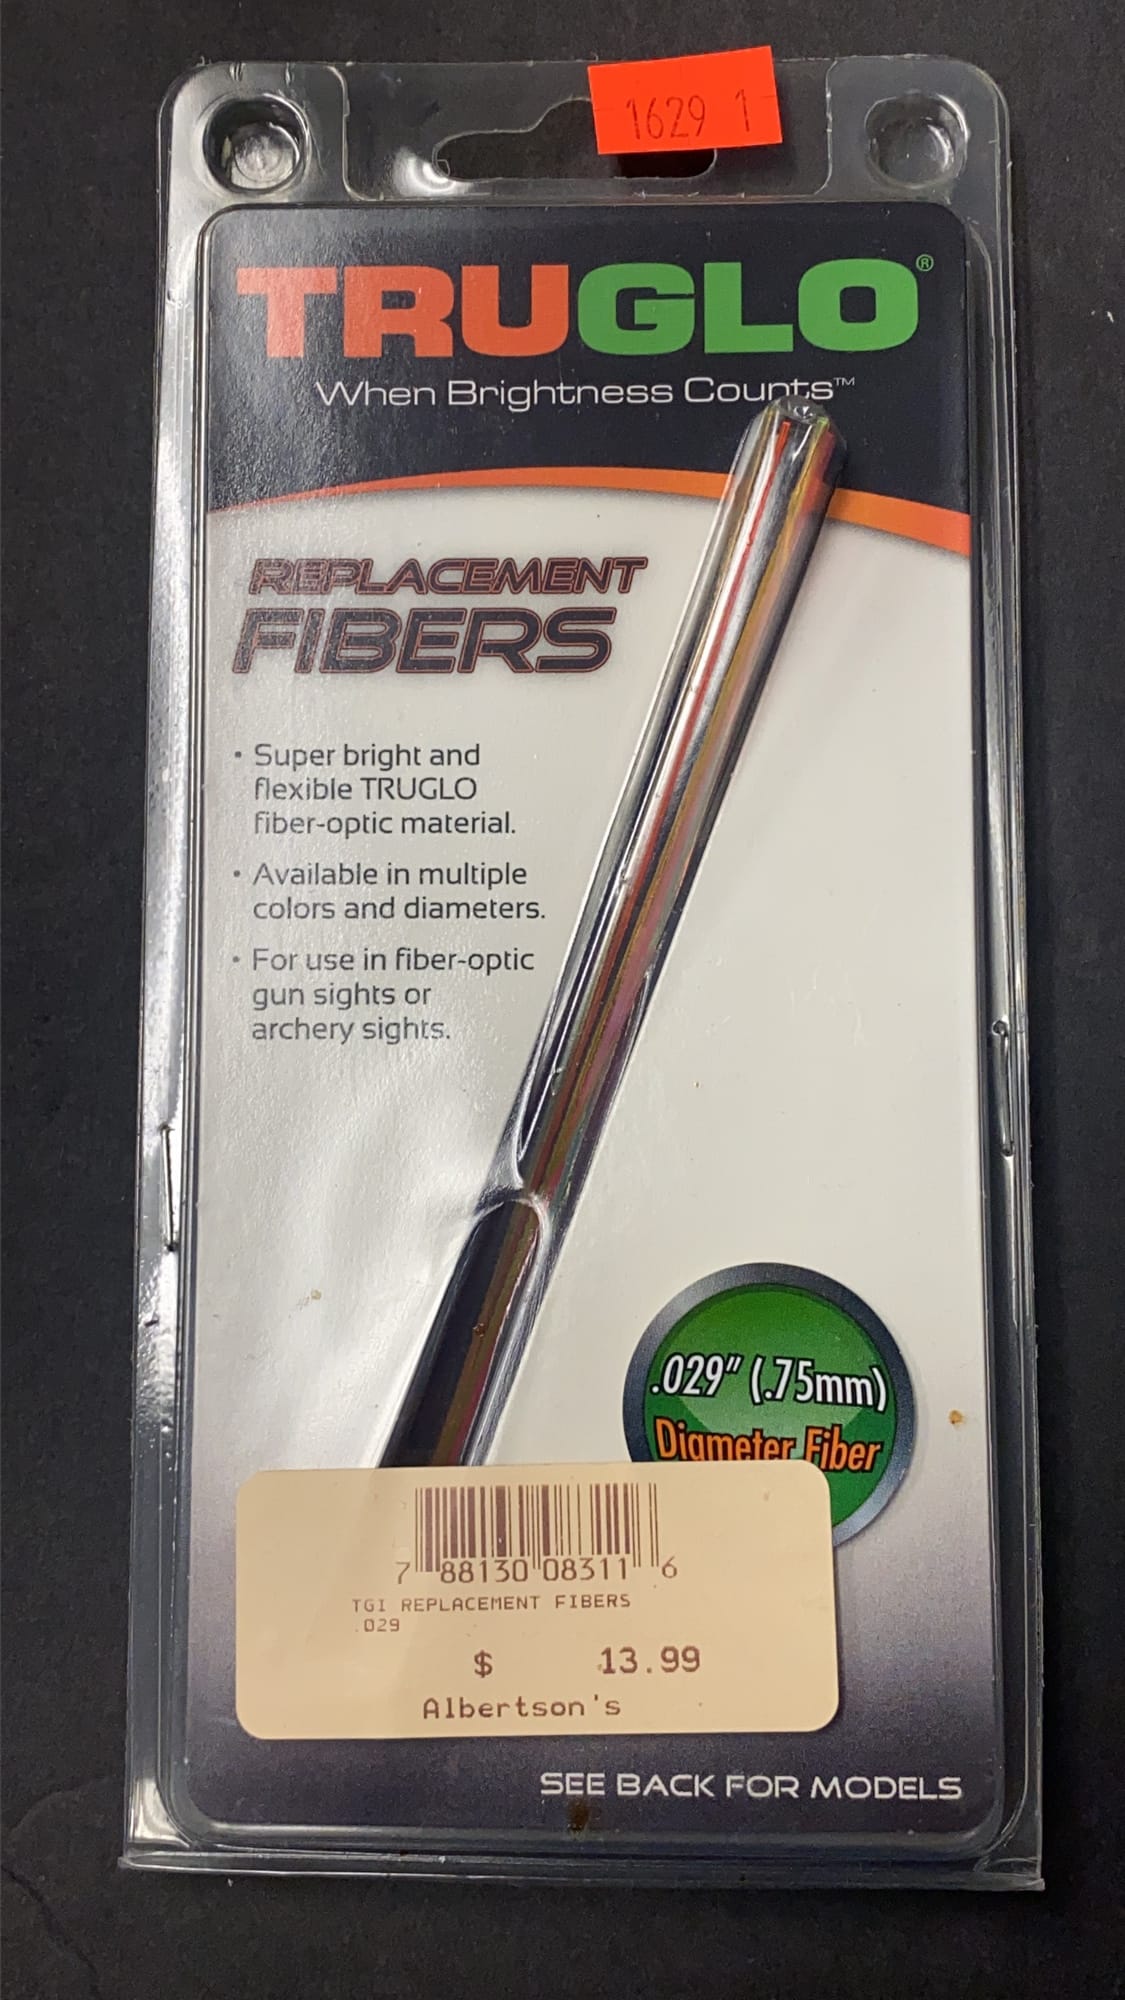 1629 1
TRUGLO®
When Brightness Counts™
REPLACEMENT
FIBERS
• Super bright and
flexible TRUGLO
fiber-optic material.
• Available in multiple
colors and diameters.
• For use in fiber-optic
gun sights or
archery sights.
.029" (.75mm)
Diameter Fiber
7 88130 08311 6
TGI REPLACEMENT FIBERS
.029
$ 13.99
Albertson's
SEE BACK FOR MODELS